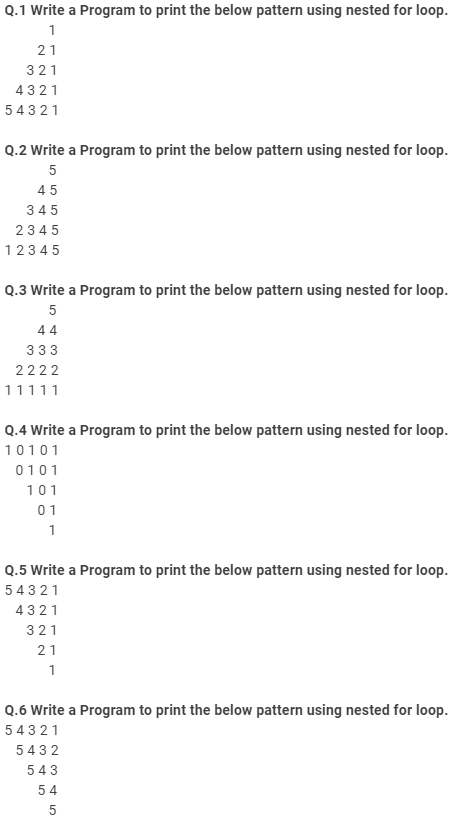 Q.1 Write a Program to print the below pattern using nested for loop.
1
2 1
3 2 1
4 3 2 1
5 4 3 2 1
Q.2 Write a Program to print the below pattern using nested for loop.
5
4 5
3 4 5
2 3 4 5
1 2 3 4 5
Q.3 Write a Program to print the below pattern using nested for loop.
5
4 4
3 3 3
2 2 2 2
1 1 1 1 1
Q.4 Write a Program to print the below pattern using nested for loop.
1 0 1 0 1
0 1 0 1
1 0 1
0 1
1
Q.5 Write a Program to print the below pattern using nested for loop.
5 4 3 2 1
4 3 2 1
3 2 1
2 1
1
Q.6 Write a Program to print the below pattern using nested for loop.
5 4 3 2 1
5 4 3 2
5 4 3
5 4
5